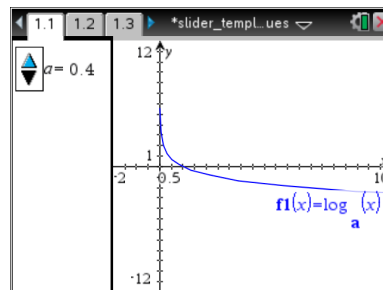 1.1 1.2 1.3 *slider_templ…ues
a= 0.4
12 y
1
-2 0.5 10
f1(x)=log a (x)
-12